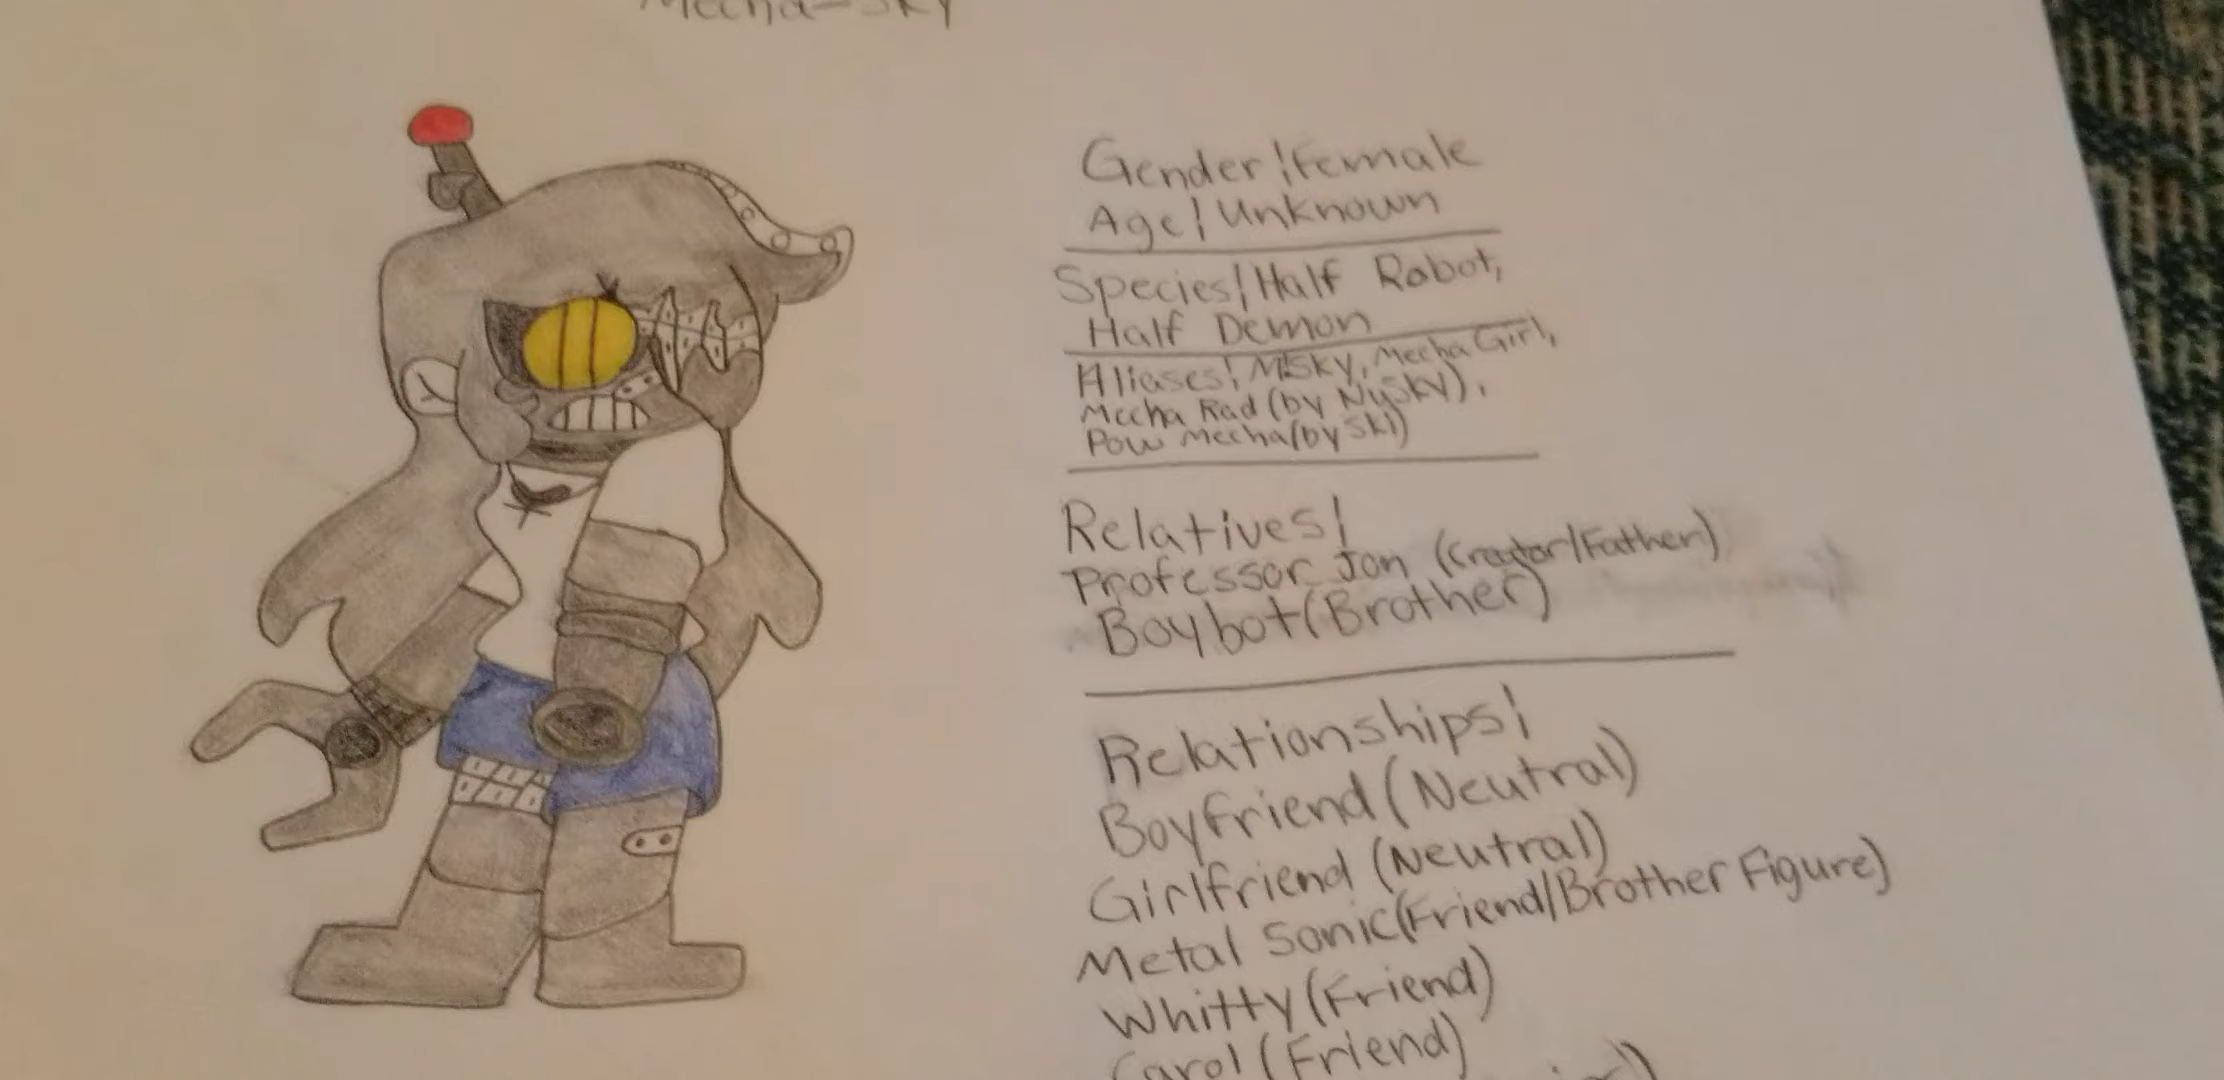 Mecha-Sky
Gender!Female
Age! Unknown
Species! Half Robot,
Half Demon
Aliases! MSky, Mecha Girl,
Mecha Rad (by NySky),
Pow Mecha(by Ski)
Relatives!
Professor Jon (Creator/Father)
Boybot(Brother)
Relationships!
Boyfriend (Neutral)
Girlfriend (Neutral)
Metal Sonic(Friend/Brother Figure)
Whitty (Friend)
Carol (Friend)